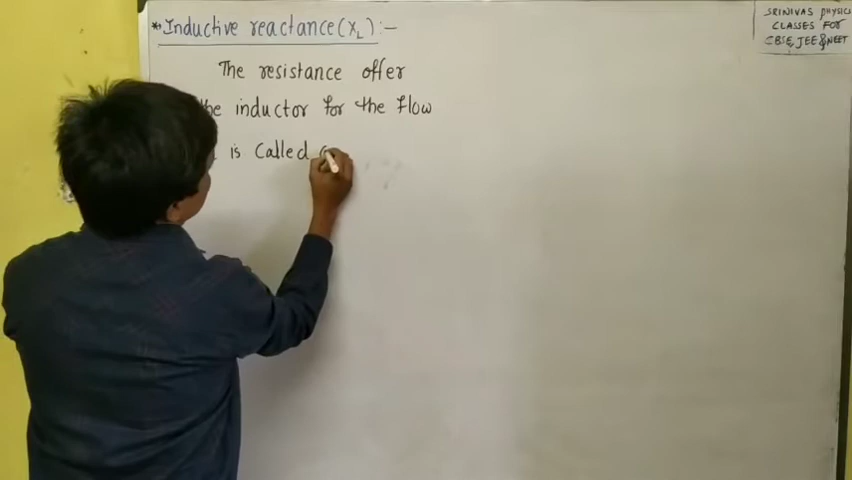 * Inductive reactance (XL) :-
The resistance offer
the inductor for the flow
is called
SRINIVAS PHYSICS
CLASSES FOR
CBSE, JEE & NEET